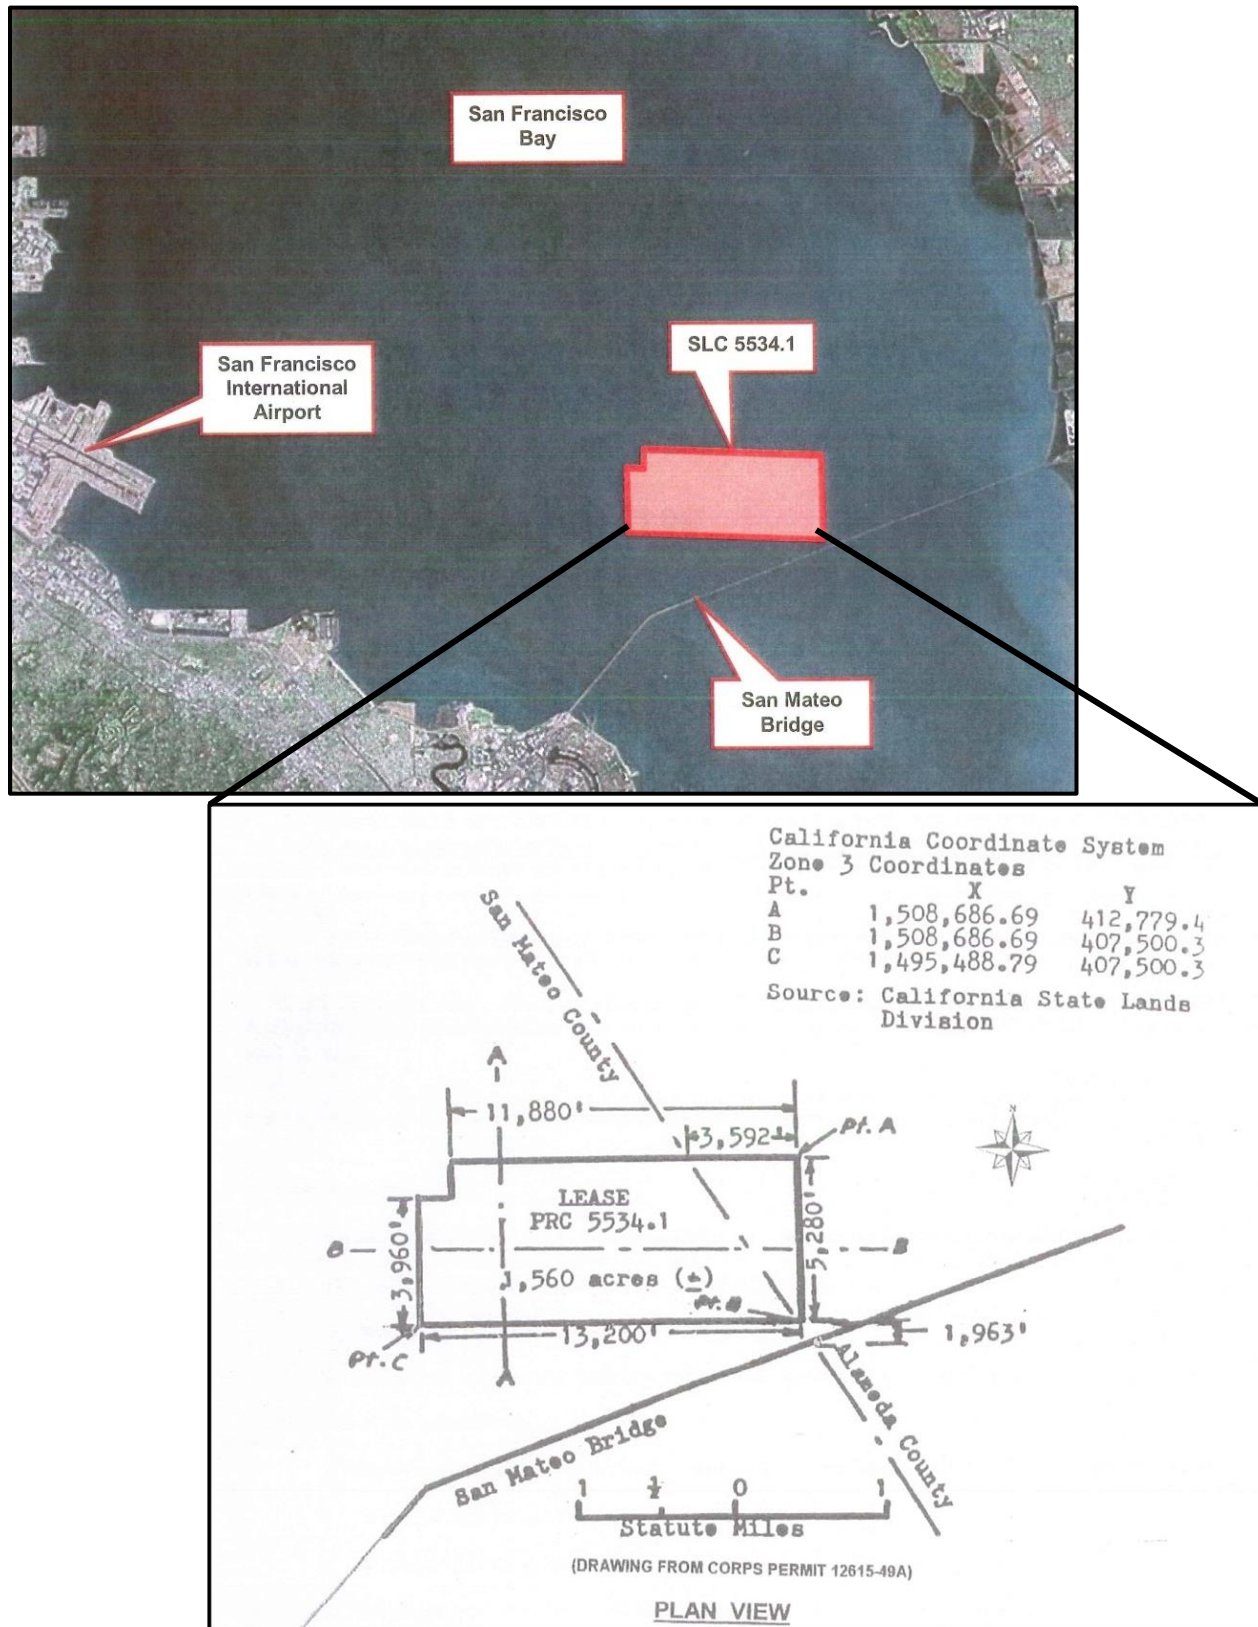 San Francisco
Bay
SLC 5534.1
San Francisco
International
Airport
San Mateo
Bridge
California Coordinate System
Zone 3 Coordinates
Pt. X Y
A 1,508,686.69 412,779.4
B 1,508,686.69 407,500.3
C 1,495,488.79 407,500.3
Source: California State Lands
Division
San Mateo County
A
11,880'
3,592'
Pt. A
N
LEASE
PRC 5534.1
3,960'
5,280'
B
B
1,560 acres (±)
Pt. B
13,200'
1,963'
Pt. C
A
Alameda County
San Mateo Bridge
1 ½ 0 1
Statute Miles
(DRAWING FROM CORPS PERMIT 12615-49A)
PLAN VIEW